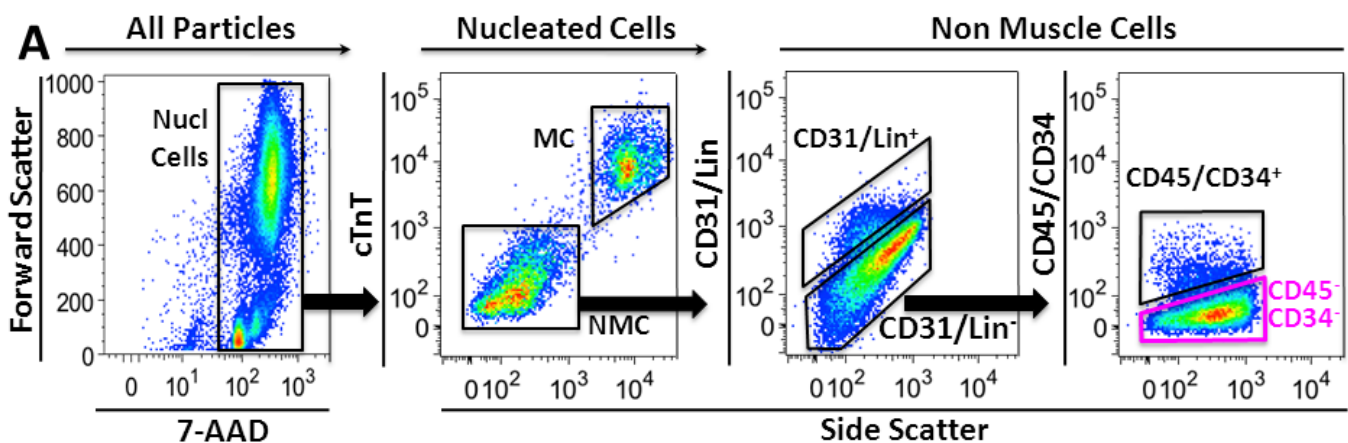 A
All Particles
Nucleated Cells
Non Muscle Cells
Forward Scatter
1000
800
600
400
200
0
Nucl
Cells
0 10¹ 10² 10³
7-AAD
cTnT
10⁵
10⁴
10³
10²
0
MC
NMC
0 10² 10³ 10⁴
CD31/Lin
10⁵
10⁴
10³
10²
0
CD31/Lin⁺
CD31/Lin⁻
0 10² 10³ 10⁴
CD45/CD34
10⁵
10⁴
10³
10²
0
CD45/CD34⁺
CD45⁻
CD34⁻
0 10² 10³ 10⁴
Side Scatter